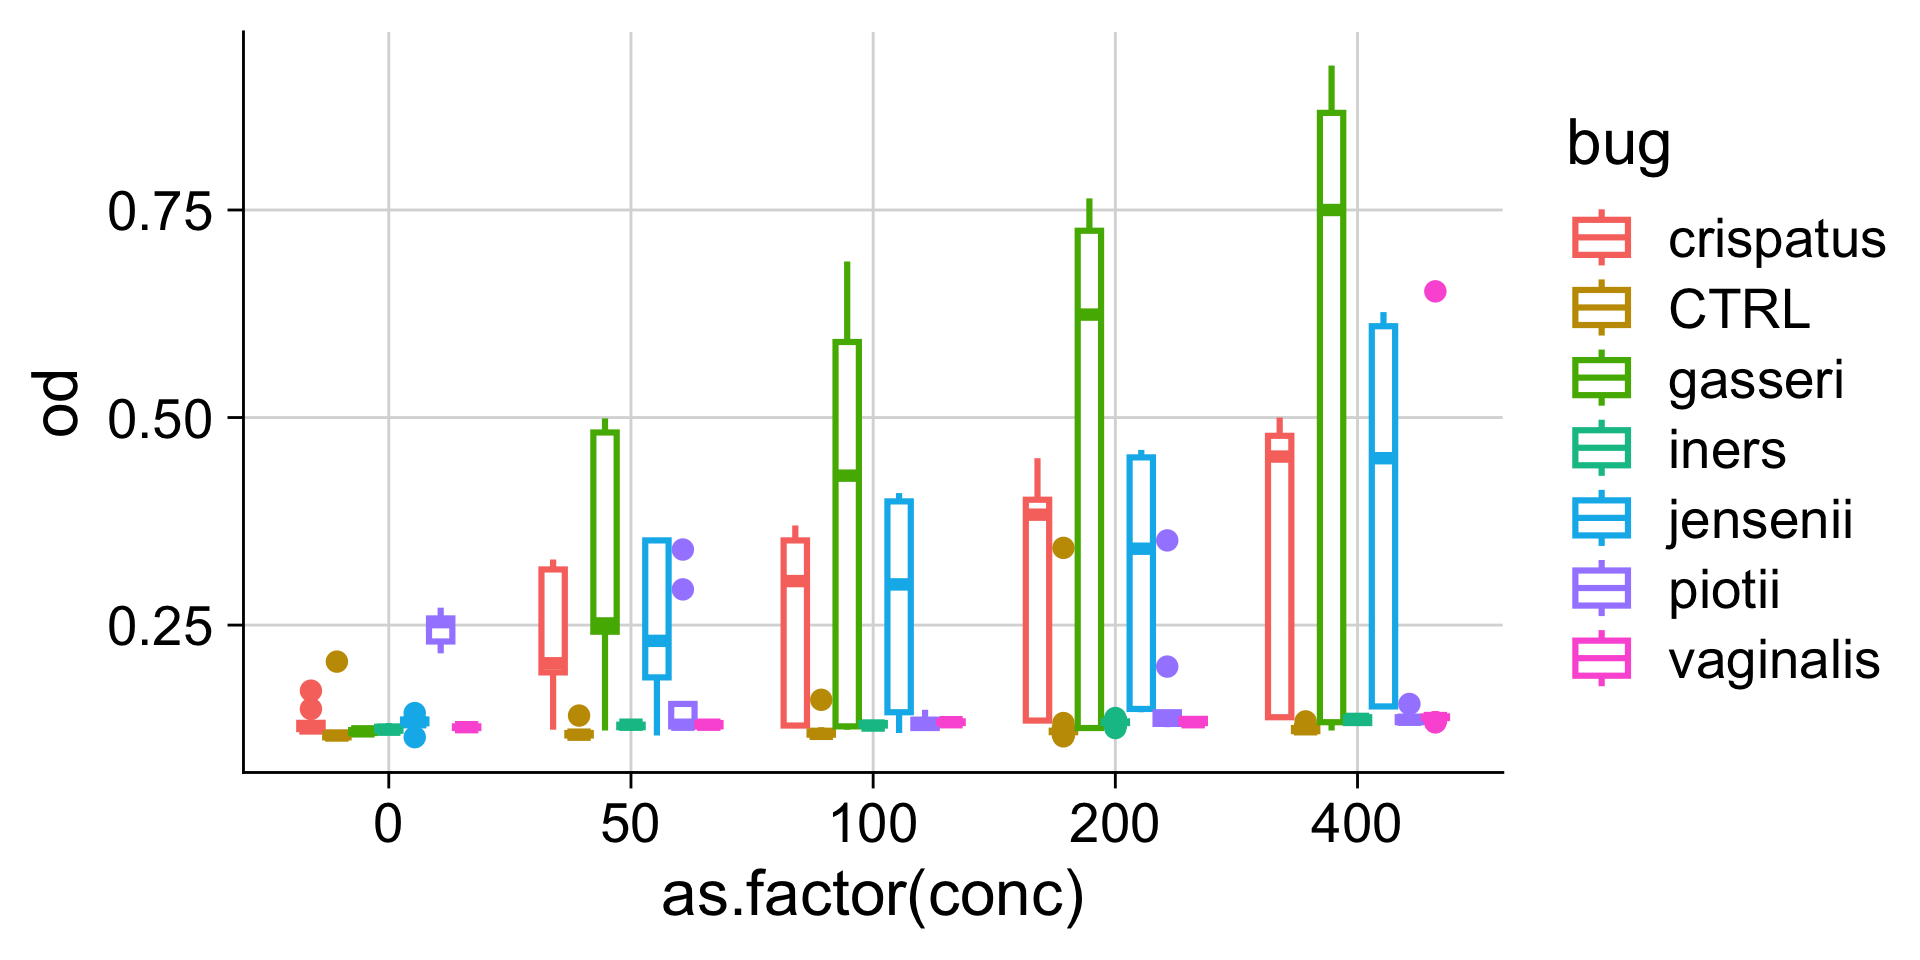 od
0.75
0.50
0.25
0 50 100 200 400
as.factor(conc)
bug
crispatus
CTRL
gasseri
iners
jensenii
piotii
vaginalis